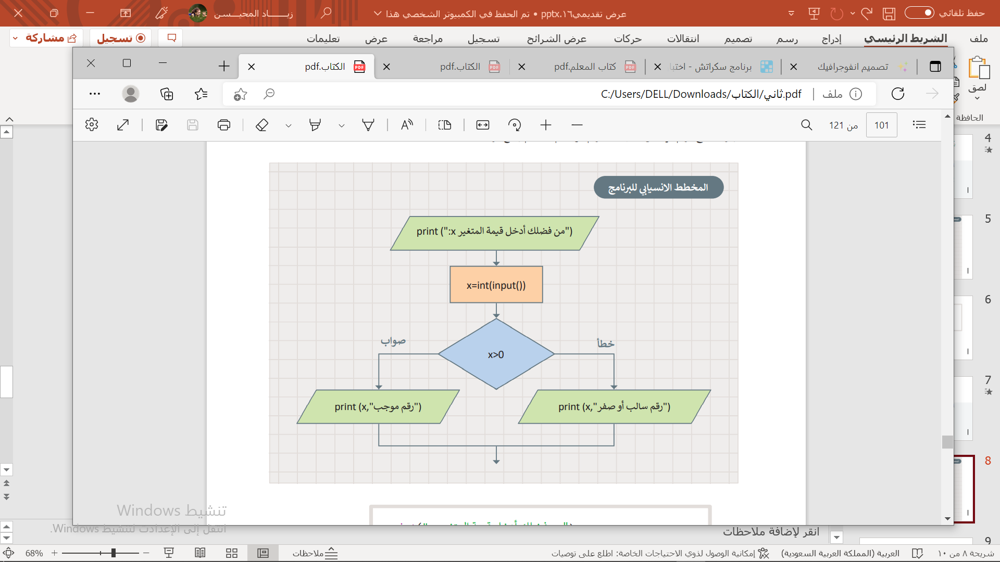 حفظ تلقائي
عرض تقديمي١٦.pptx • تم الحفظ في الكمبيوتر الشخصي هذا
زيـــــــاد المحيـــــسن
ملف
الشريط الرئيسي
إدراج
رسم
تصميم
انتقالات
حركات
عرض الشرائح
تسجيل
مراجعة
عرض
تعليمات
تسجيل
مشاركة
لصق
الحافظة
تصميم انفوجرافيك
برنامج سكراتش - اختبا
كتاب المعلم.pdf
الكتاب.pdf
الكتاب.pdf
ملف
C:/Users/DELL/Downloads/ثاني/الكتاب.pdf
101
من 121
المخطط الانسيابي للبرنامج
print ("من فضلك أدخل قيمة المتغير x:")
x=int(input())
x>0
صواب
خطأ
print (x,"رقم موجب")
print (x,"رقم سالب أو صفر")
4
5
6
7
8
9
تنشيط Windows
انتقل إلى الإعدادات لتنشيط Windows.
انقر لإضافة ملاحظات
شريحة ٨ من ١٠
العربية (المملكة العربية السعودية)
إمكانية الوصول لذوي الاحتياجات الخاصة: اطلع على توصيات
ملاحظات
68%